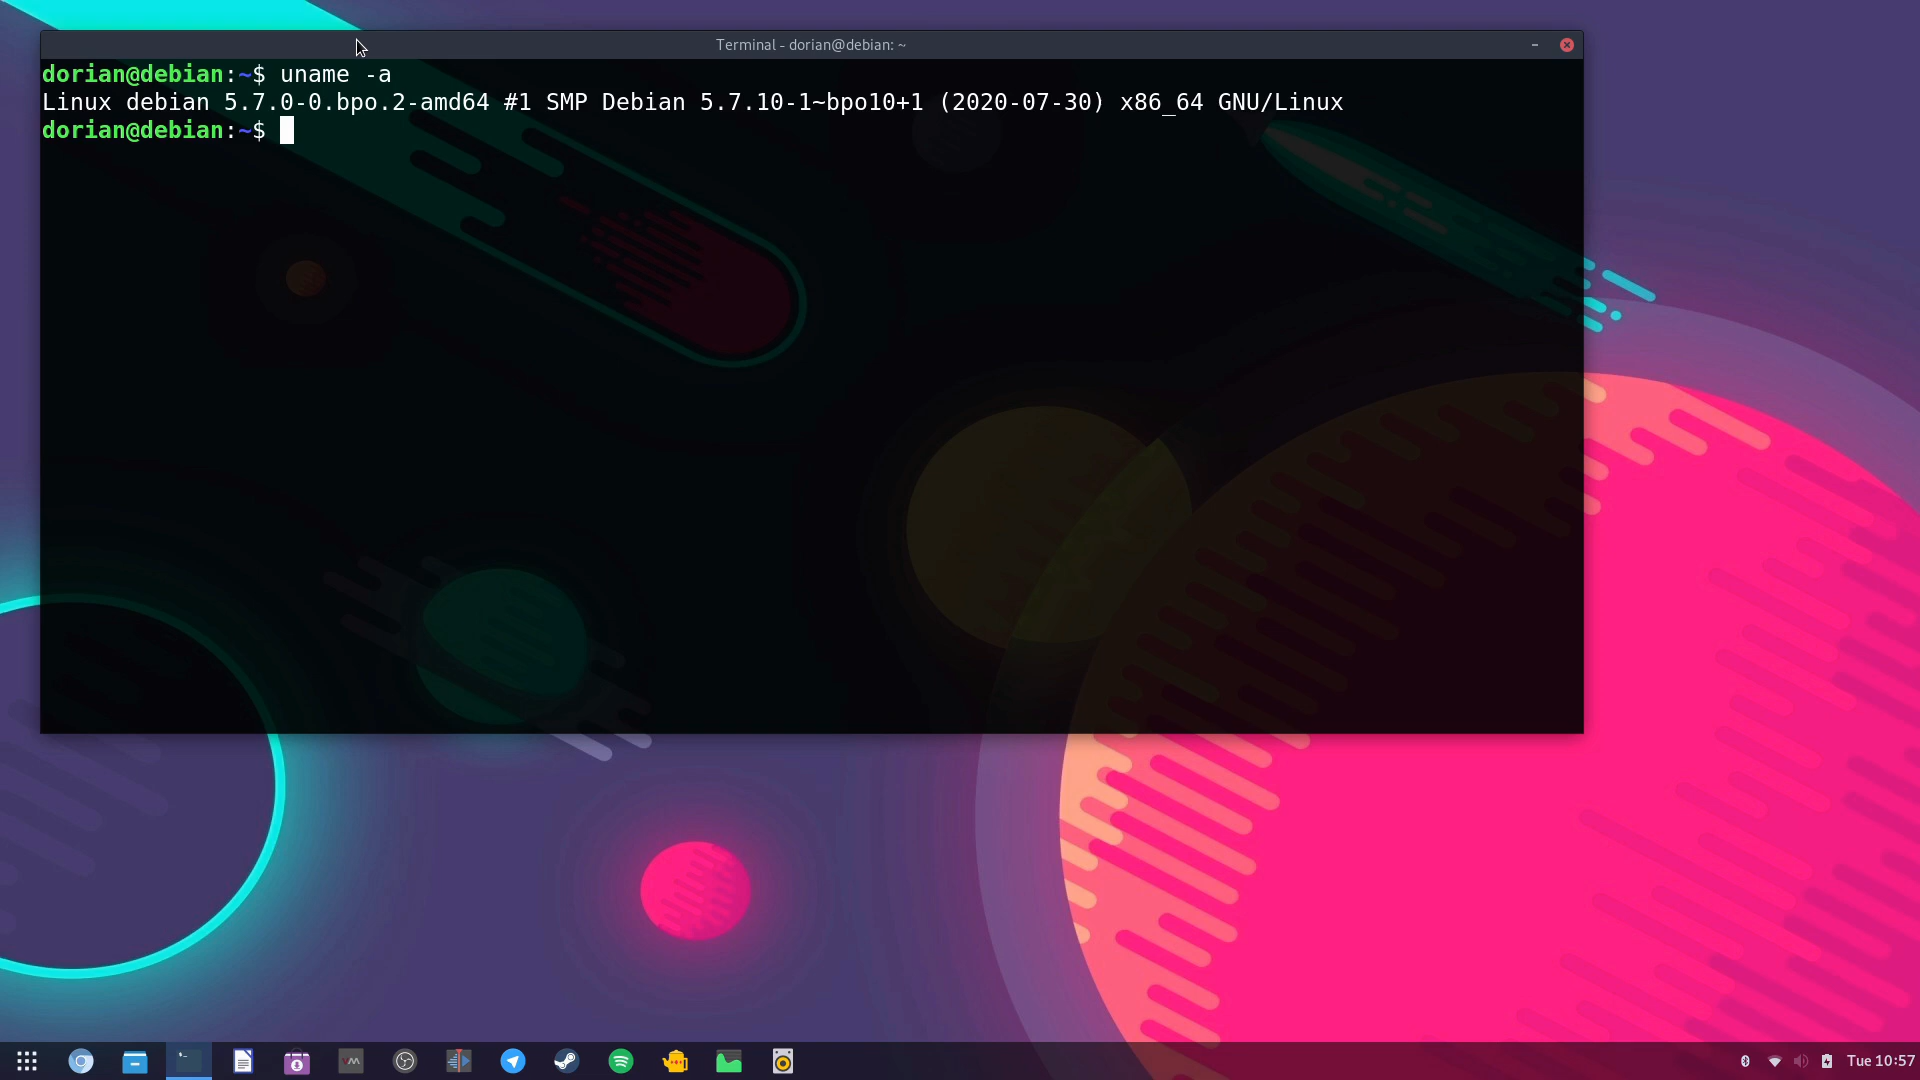 Terminal - dorian@debian: ~
dorian@debian:~$ uname -a
Linux debian 5.7.0-0.bpo.2-amd64 #1 SMP Debian 5.7.10-1~bpo10+1 (2020-07-30) x86_64 GNU/Linux
dorian@debian:~$
Tue 10:57